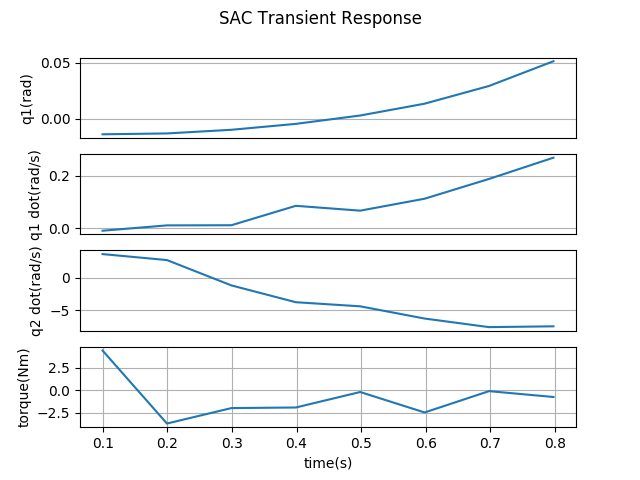 SAC Transient Response
q1(rad)
0.05
0.00
q1 dot(rad/s)
0.2
0.0
q2 dot(rad/s)
0
−5
torque(Nm)
2.5
0.0
−2.5
0.1 0.2 0.3 0.4 0.5 0.6 0.7 0.8
time(s)